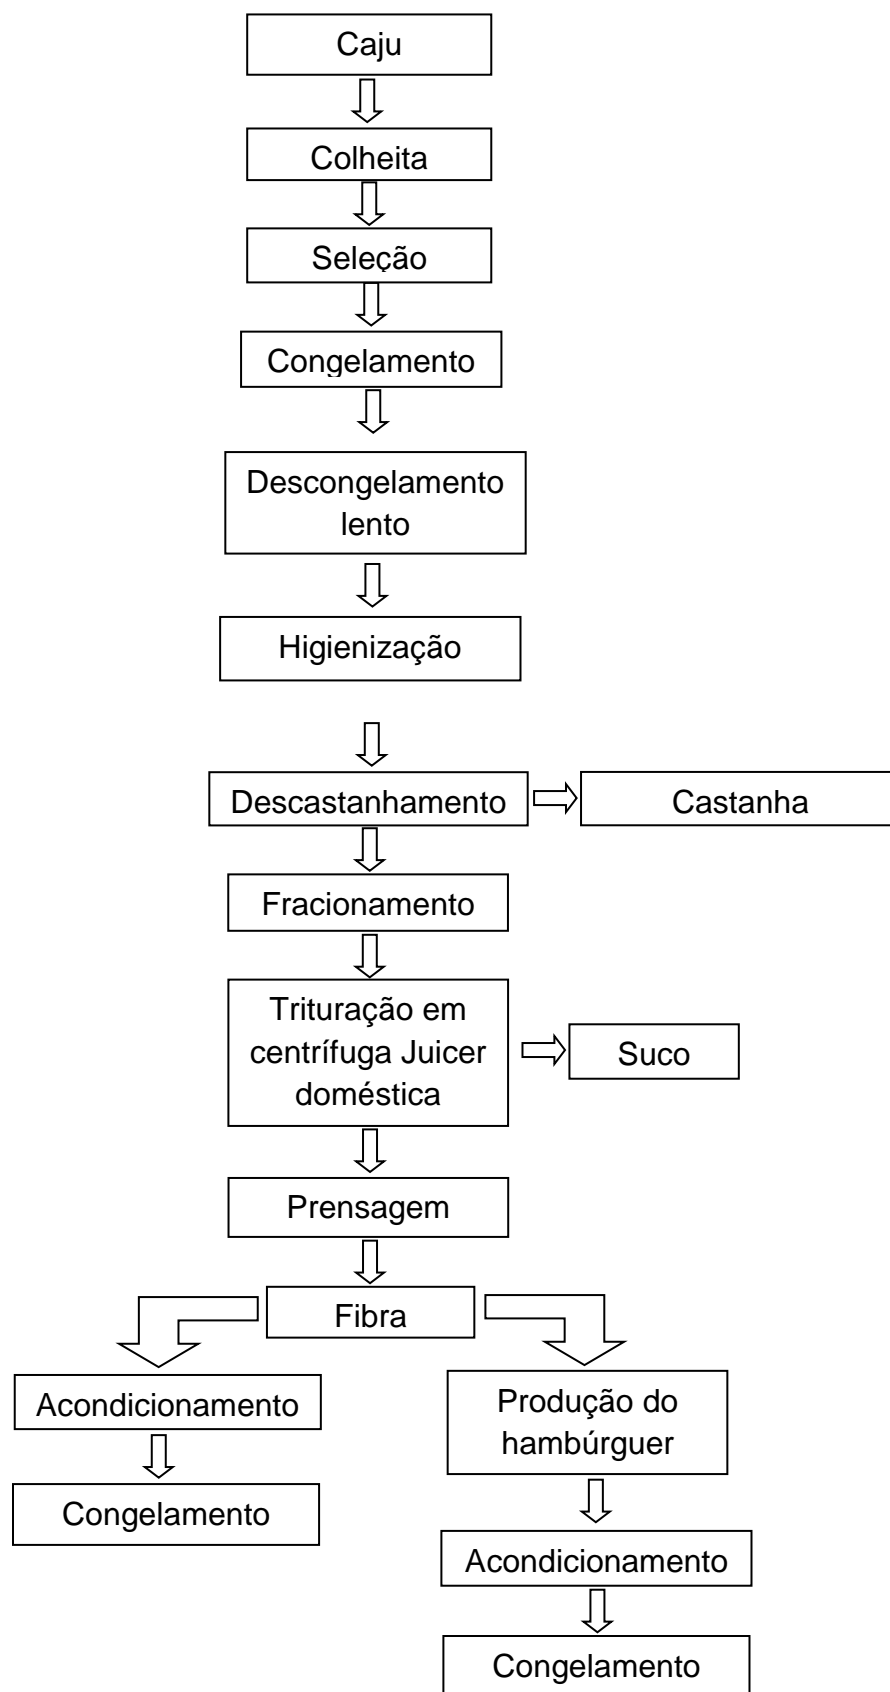 Caju
Colheita
Seleção
Congelamento
Descongelamento
lento
Higienização
Descastanhamento
Castanha
Fracionamento
Trituração em
centrífuga Juicer
doméstica
Suco
Prensagem
Fibra
Acondicionamento
Congelamento
Produção do
hambúrguer
Acondicionamento
Congelamento